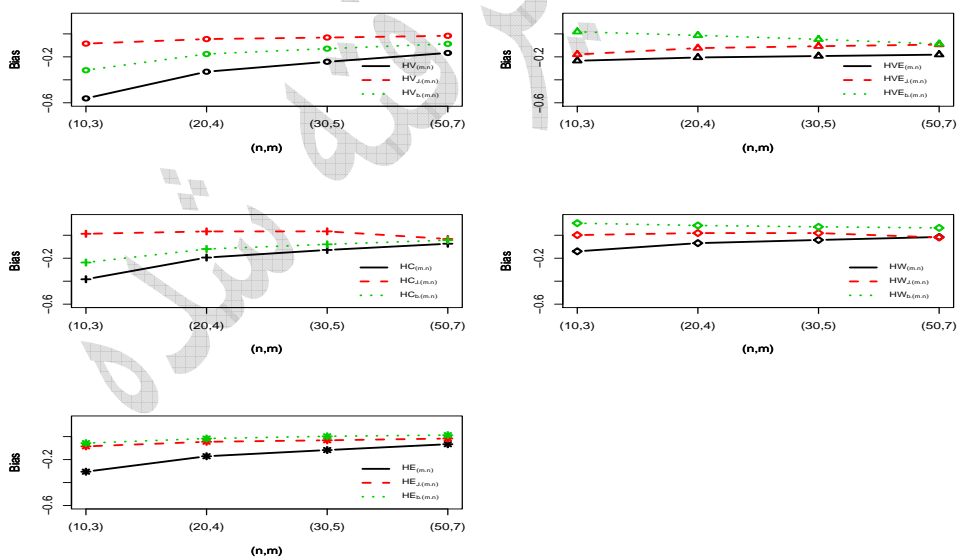 Bias
-0.2
-0.6
HV(m.n)
HVJ.(m.n)
HVb.(m.n)
(10,3) (20,4) (30,5) (50,7)
(n,m)
Bias
-0.2
-0.6
HVE(m.n)
HVEJ.(m.n)
HVEb.(m.n)
(10,3) (20,4) (30,5) (50,7)
(n,m)
Bias
-0.2
-0.6
HC(m.n)
HCJ.(m.n)
HCb.(m.n)
(10,3) (20,4) (30,5) (50,7)
(n,m)
Bias
-0.2
-0.6
HW(m.n)
HWJ.(m.n)
HWb.(m.n)
(10,3) (20,4) (30,5) (50,7)
(n,m)
Bias
-0.2
-0.6
HE(m.n)
HEJ.(m.n)
HEb.(m.n)
(10,3) (20,4) (30,5) (50,7)
(n,m)